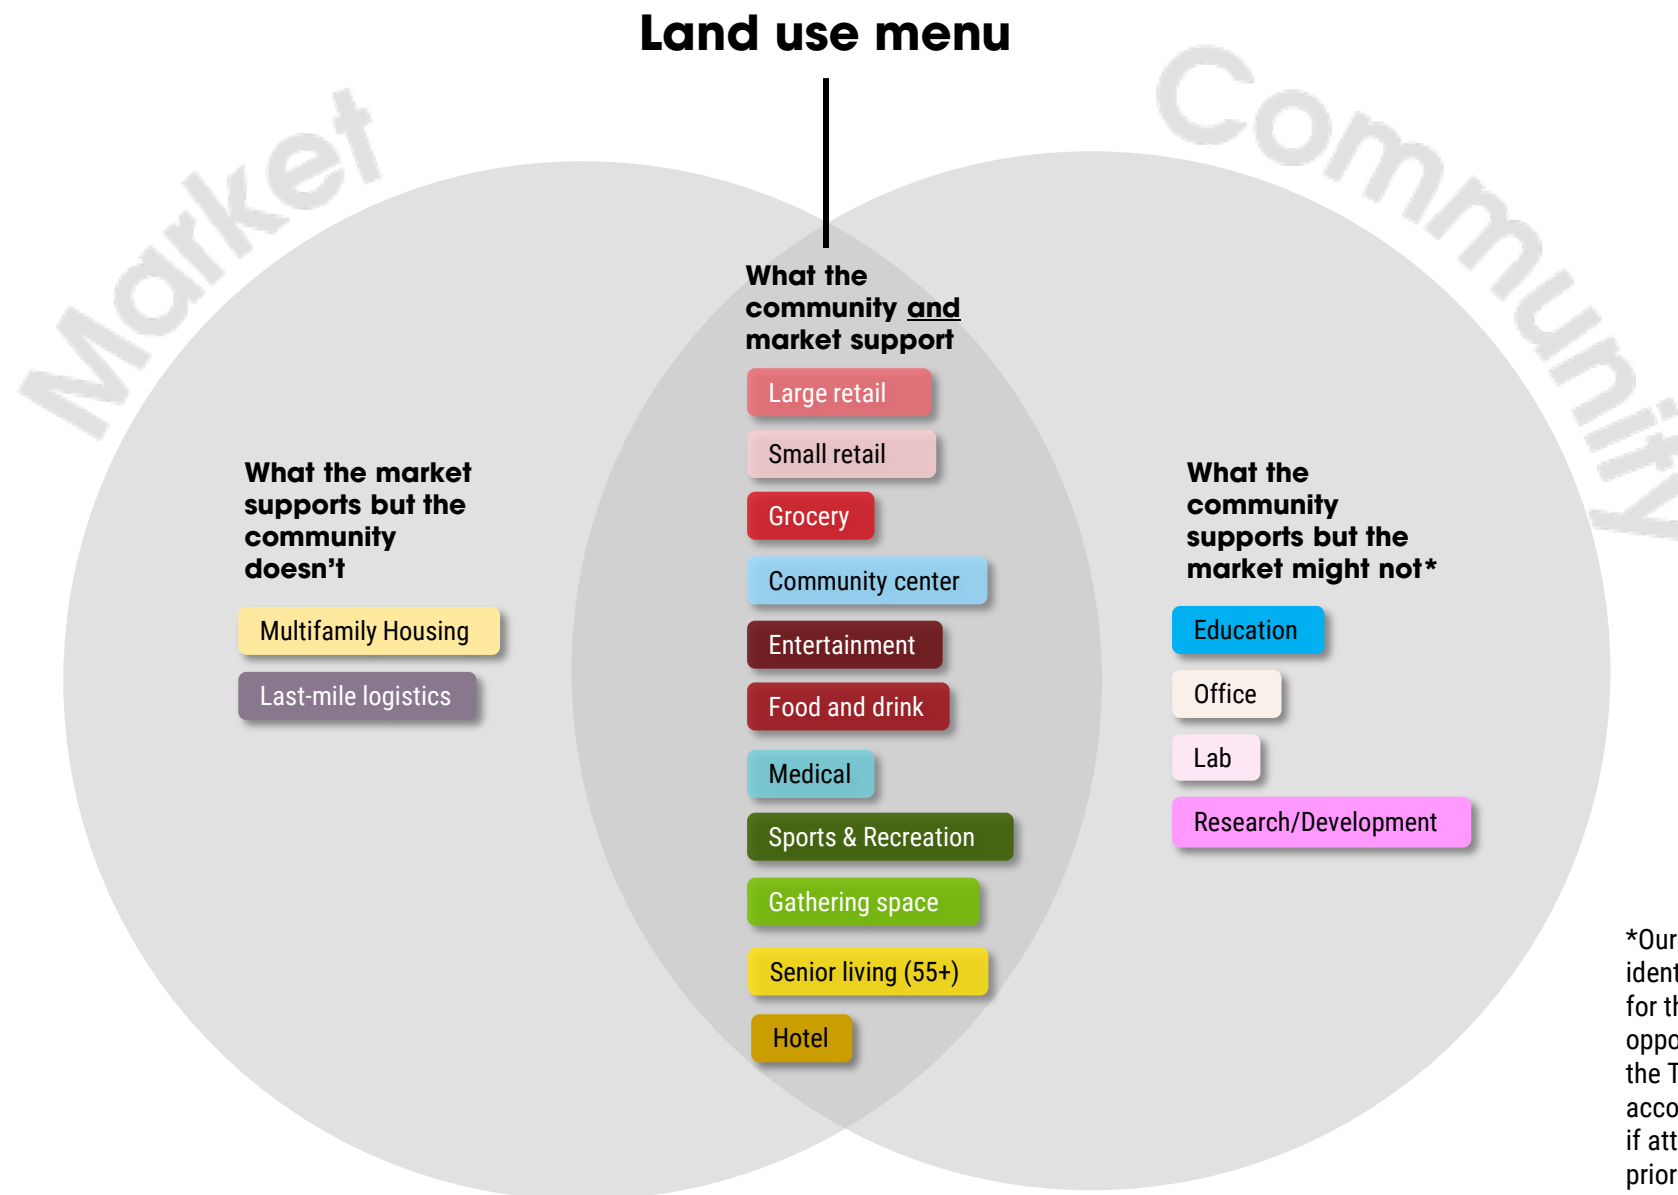 Land use menu
Market
Community
What the
community and
market support
Large retail
Small retail
Grocery
Community center
Entertainment
Food and drink
Medical
Sports & Recreation
Gathering space
Senior living (55+)
Hotel
What the market
supports but the
community
doesn't
Multifamily Housing
Last-mile logistics
What the
community
supports but the
market might not*
Education
Office
Lab
Research/Development
*Our
for
the
if